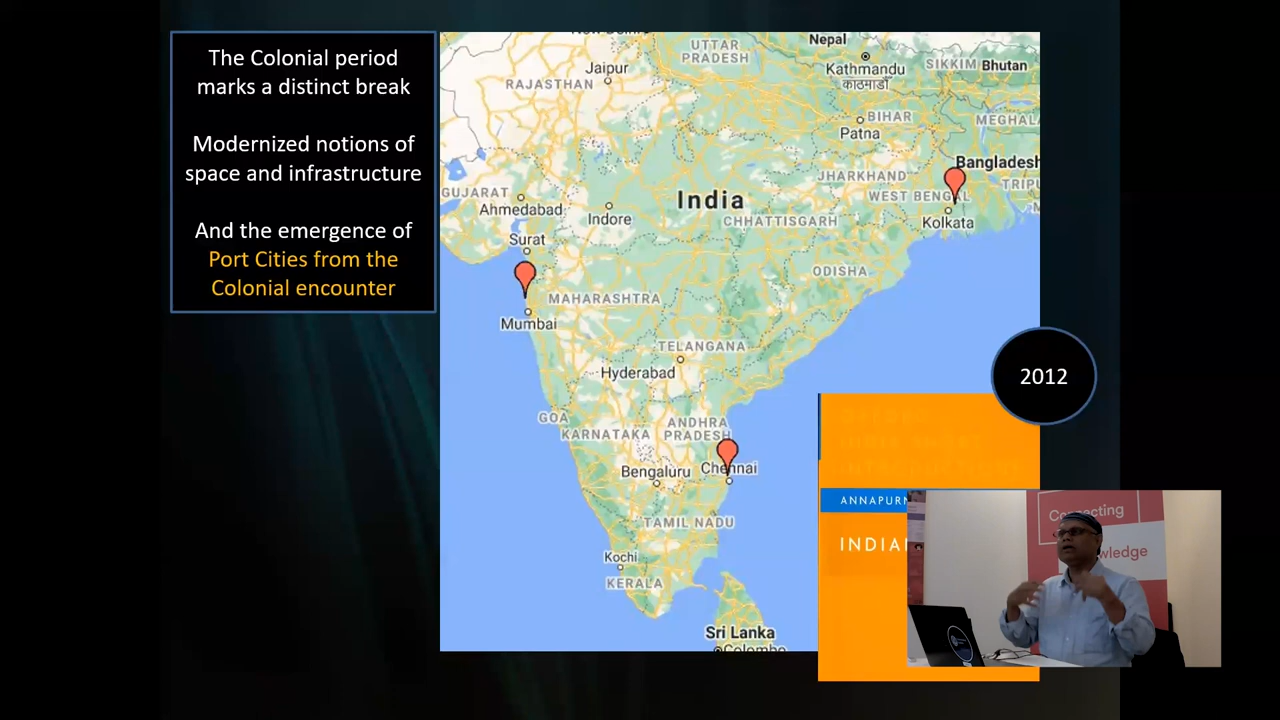 The Colonial period
marks a distinct break
Modernized notions of
space and infrastructure
And the emergence of
Port Cities from the
Colonial encounter
UTTAR
PRADESH
Nepal
Kathmandu
काठमाडौं
SIKKIM
Bhutan
Jaipur
RAJASTHAN
BIHAR
Patna
Bangladesh
JHARKHAND
WEST BENGAL
Kolkata
GUJARAT
Ahmedabad
Indore
India
CHHATTISGARH
Surat
ODISHA
MAHARASHTRA
Mumbai
TELANGANA
Hyderabad
GOA
KARNATAKA
ANDHRA
PRADESH
Bengaluru
Chennai
TAMIL NADU
Kochi
KERALA
Sri Lanka
Colombo
2012
ANNAPURN
INDIAN
Connecting
wledge